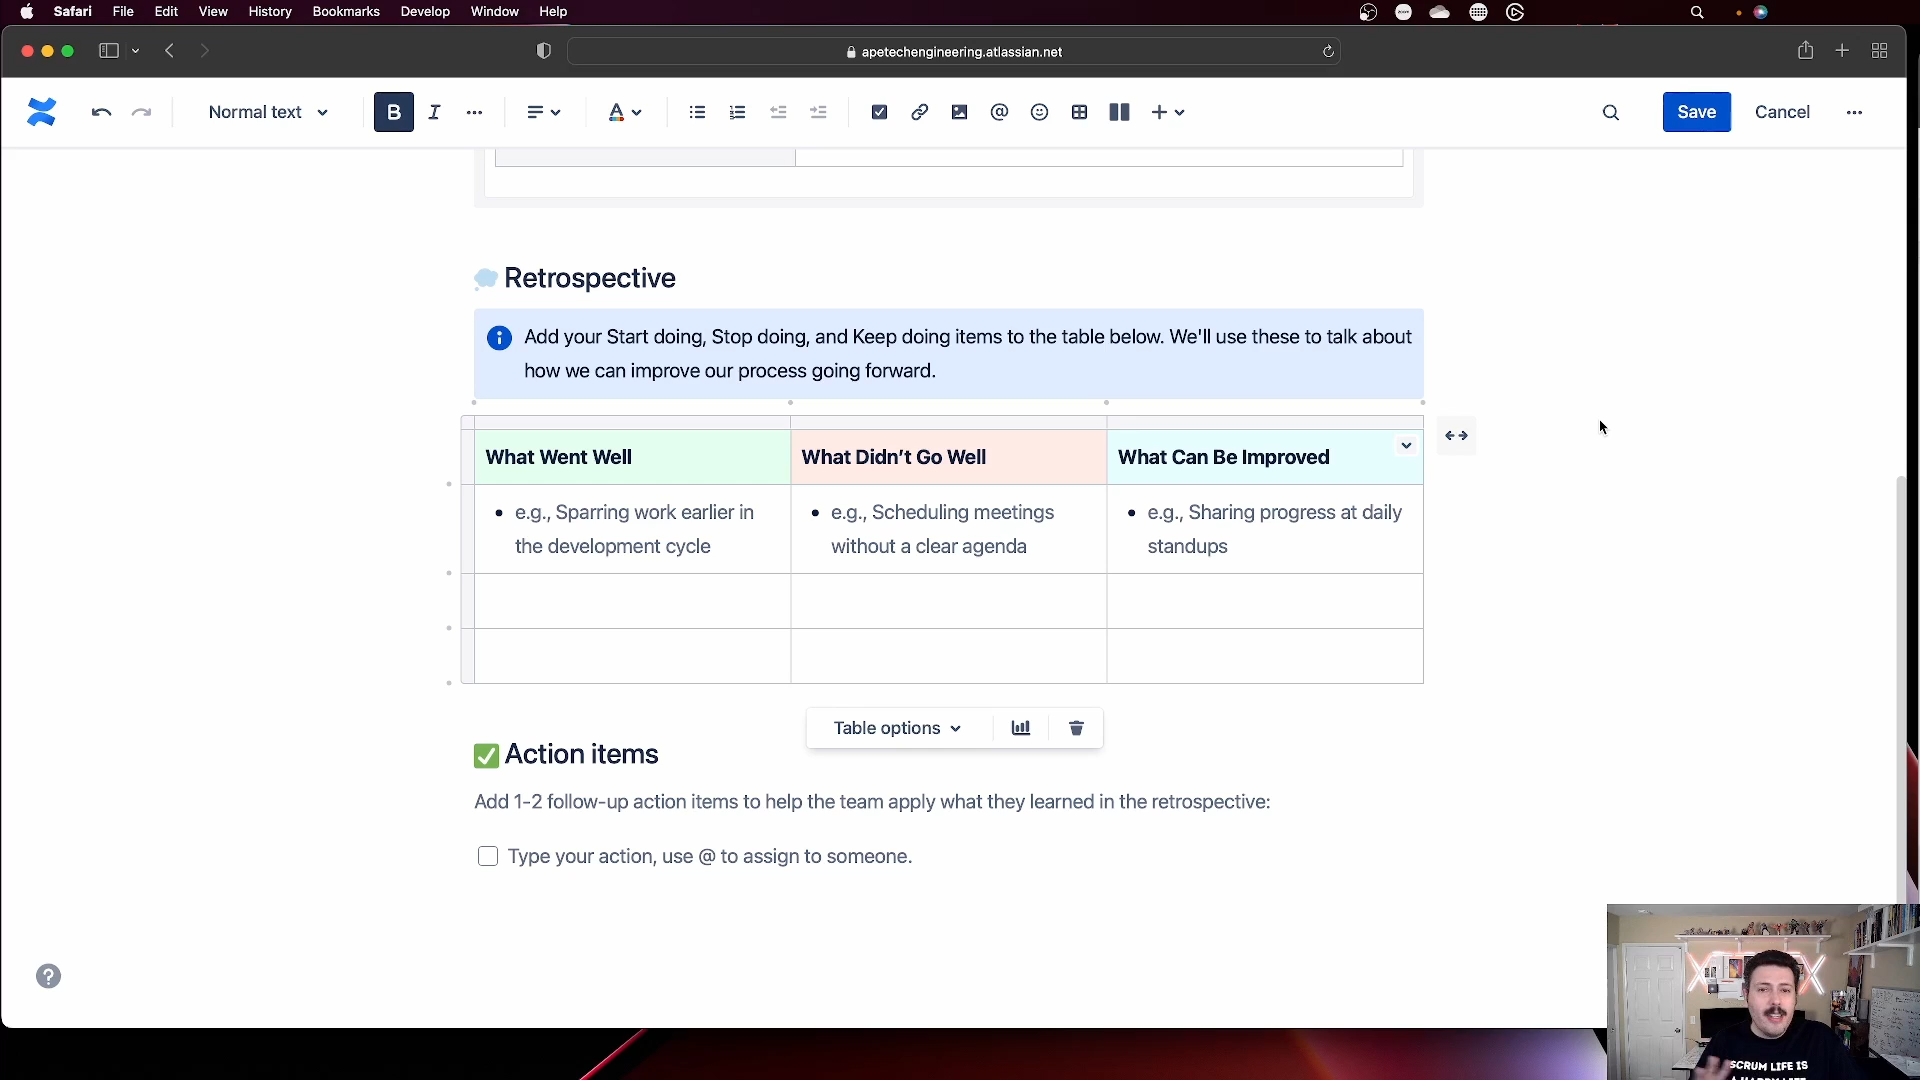 Safari File Edit View History Bookmarks Develop Window Help
apetechengineering.atlassian.net
Normal text
B I A
Save Cancel
Retrospective
Add your Start doing, Stop doing, and Keep doing items to the table below. We'll use these to talk about
how we can improve our process going forward.
What Went Well What Didn’t Go Well What Can Be Improved
• e.g., Sparring work earlier in
the development cycle
• e.g., Scheduling meetings
without a clear agenda
• e.g., Sharing progress at daily
standups
Table options
Action items
Add 1-2 follow-up action items to help the team apply what they learned in the retrospective:
Type your action, use @ to assign to someone.
SCRUM LIFE IS